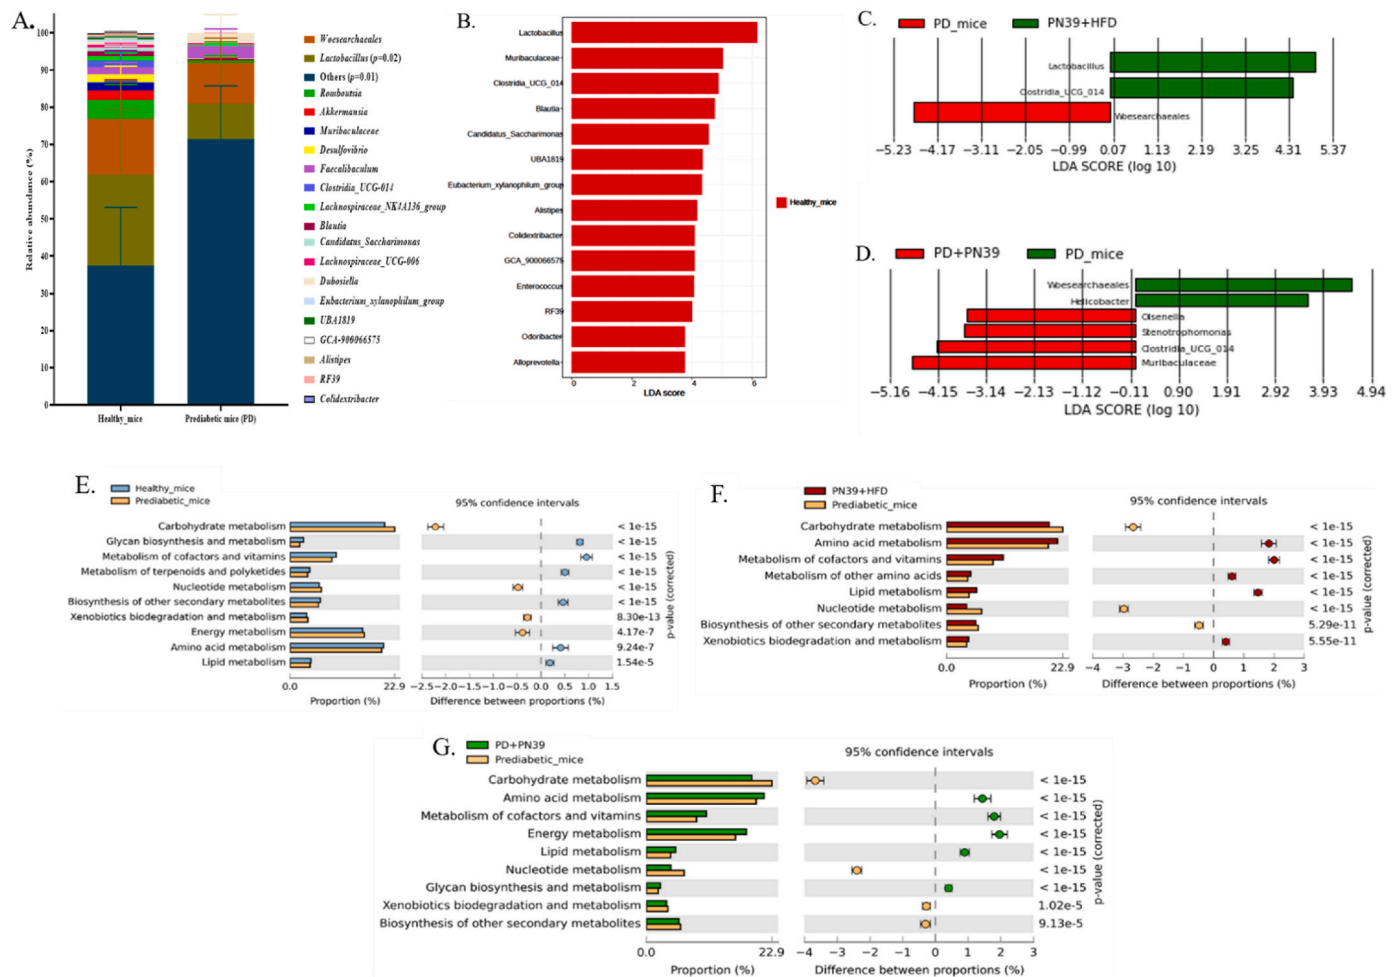 A.
Relative abundance (%)
100
90
80
70
60
50
40
30
20
10
0
Healthy_mice
Prediabetic mice (PD)
Woesearchaeales
Lactobacillus (p=0.02)
Others (p=0.01)
Romboutsia
Akkermansia
Muribaculaceae
Desulfovibrio
Faecalibaculum
Clostridia_UCG-014
Lachnospiraceae_NK4A136_group
Blautia
Candidatus_Saccharimonas
Lachnospiraceae_UCG-006
Dubosiella
Eubacterium_xylanophilum_group
UBA1819
GCA-900066575
Alistipes
RF39
Colidextribacter
B.
Lactobacillus
Muribaculaceae
Clostridia_UCG_014
Blautia
Candidatus_Saccharimonas
UBA1819
Eubacterium_xylanophilum_group
Alistipes
Colidextribacter
GCA_900066575
Enterococcus
RF39
Odoribacter
Alloprevotella
0 2 4 6
LDA score
Healthy_mice
C.
PD_mice PN39+HFD
Lactobacillus
Clostridia_UCG_014
Woesearchaeales
−5.23 −4.17 −3.11 −2.05 −0.99 0.07 1.13 2.19 3.25 4.31 5.37
LDA SCORE (log 10)
D.
PD+PN39 PD_mice
Woesearchaeales
Helicobacter
Olsenella
Stenotrophomonas
Clostridia_UCG_014
Muribaculaceae
−5.16 −4.15 −3.14 −2.13 −1.12 −0.11 0.90 1.91 2.92 3.93 4.94
LDA SCORE (log 10)
E.
Healthy_mice
Prediabetic_mice
95% confidence intervals
Carbohydrate metabolism < 1e-15
Glycan biosynthesis and metabolism < 1e-15
Metabolism of cofactors and vitamins < 1e-15
Metabolism of terpenoids and polyketides < 1e-15
Nucleotide metabolism < 1e-15
Biosynthesis of other secondary metabolites < 1e-15
Xenobiotics biodegradation and metabolism 8.30e-13
Energy metabolism 4.17e-7
Amino acid metabolism 9.24e-7
Lipid metabolism 1.54e-5
p-value (corrected)
0.0 22.9 −2.5 −2.0 −1.5 −1.0 −0.5 0.0 0.5 1.0 1.5
Proportion (%) Difference between proportions (%)
F.
PN39+HFD
Prediabetic_mice
95% confidence intervals
Carbohydrate metabolism < 1e-15
Amino acid metabolism < 1e-15
Metabolism of cofactors and vitamins < 1e-15
Metabolism of other amino acids < 1e-15
Lipid metabolism < 1e-15
Nucleotide metabolism < 1e-15
Biosynthesis of other secondary metabolites 5.29e-11
Xenobiotics biodegradation and metabolism 5.55e-11
p-value (corrected)
0.0 22.9 −4 −3 −2 −1 0 1 2 3
Proportion (%) Difference between proportions (%)
G.
PD+PN39
Prediabetic_mice
95% confidence intervals
Carbohydrate metabolism < 1e-15
Amino acid metabolism < 1e-15
Metabolism of cofactors and vitamins < 1e-15
Energy metabolism < 1e-15
Lipid metabolism < 1e-15
Nucleotide metabolism < 1e-15
Glycan biosynthesis and metabolism < 1e-15
Xenobiotics biodegradation and metabolism 1.02e-5
Biosynthesis of other secondary metabolites 9.13e-5
p-value (corrected)
0.0 22.9 −4 −3 −2 −1 0 1 2 3
Proportion (%) Difference between proportions (%)